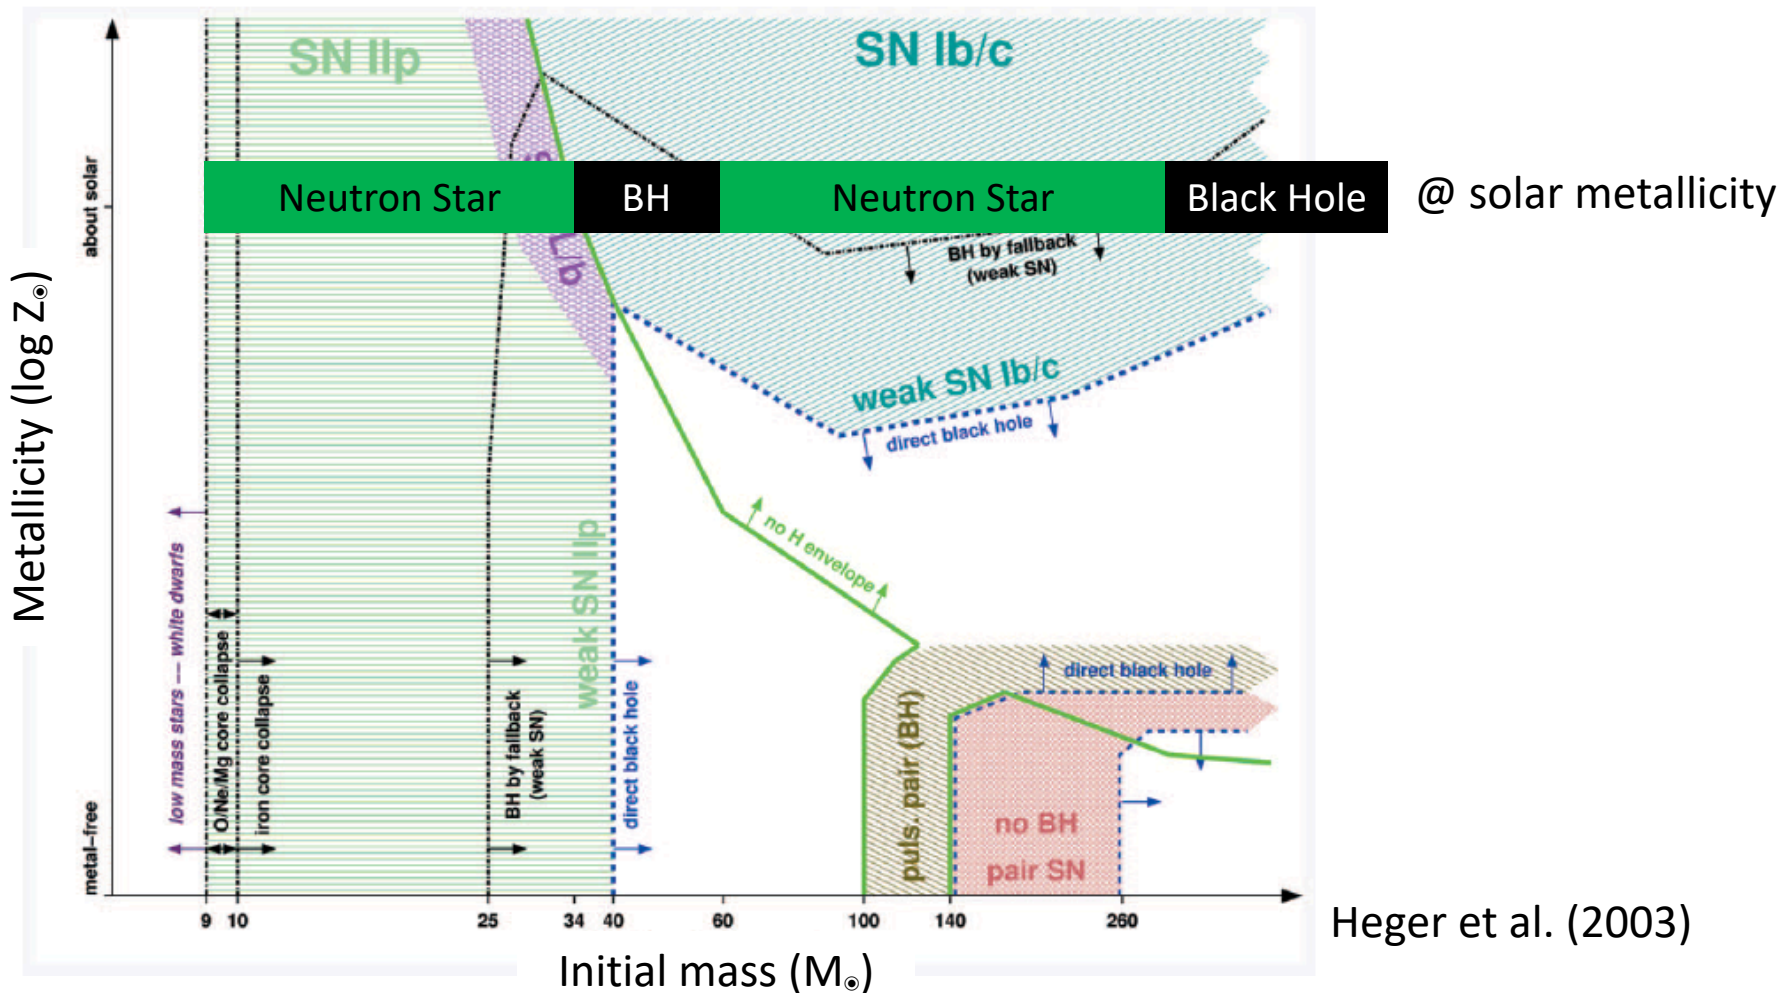 SN IIp
SN Ib/c
about solar
Neutron Star
BH
Neutron Star
Black Hole
@ solar metallicity
L/b
BH by fallback
(weak SN)
Metallicity (log Z☉)
weak SN Ib/c
direct black hole
no H envelope
weak SN IIp
low mass stars — white dwarfs
O/Ne/Mg core collapse
iron core collapse
BH by fallback
(weak SN)
direct black hole
direct black hole
puls. pair (BH)
no BH
pair SN
metal–free
9 10 25 34 40 60 100 140 260
Heger et al. (2003)
Initial mass (M☉)